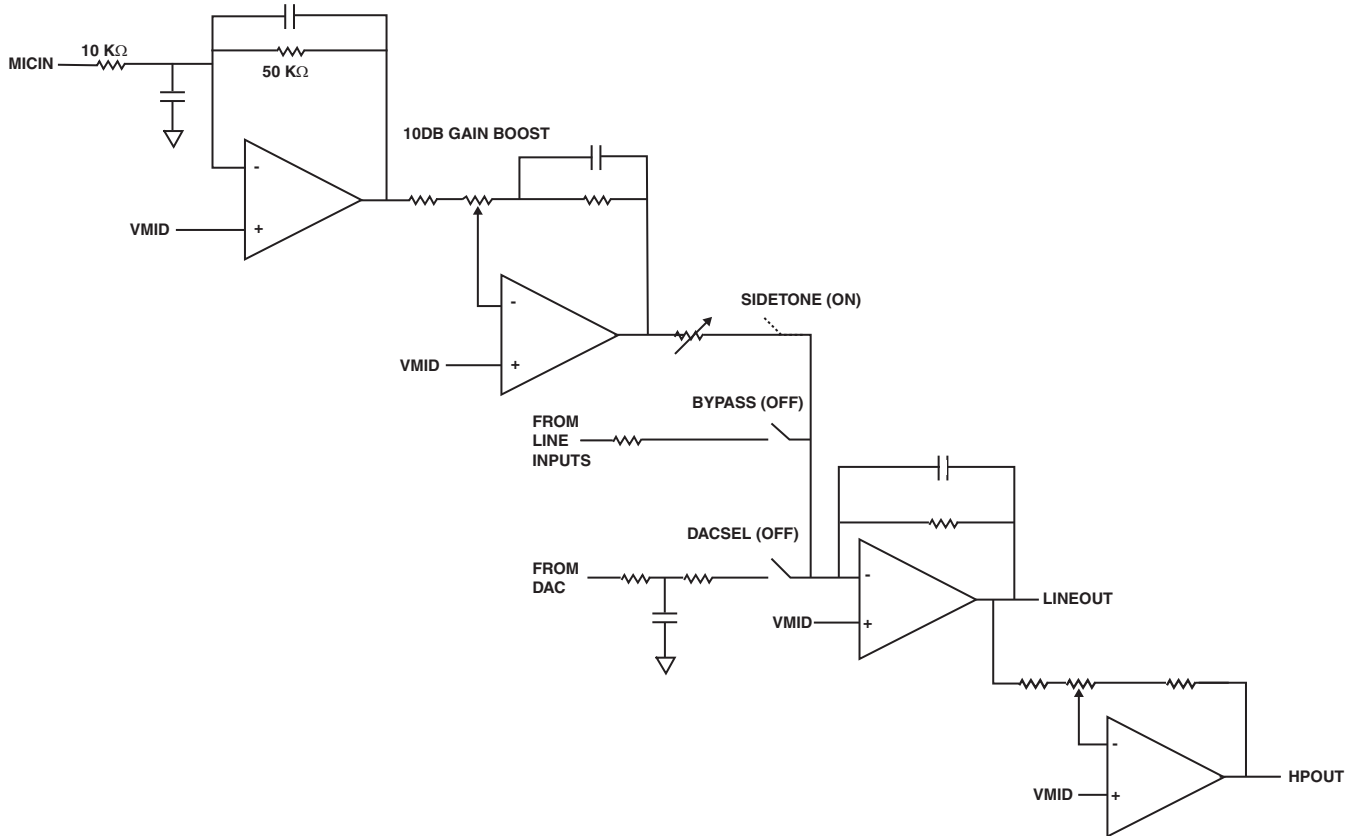 10 KΩ
MICIN
50 KΩ
-
+
VMID
10DB GAIN BOOST
-
+
VMID
SIDETONE (ON)
BYPASS (OFF)
FROM
LINE
INPUTS
DACSEL (OFF)
FROM
DAC
-
+
VMID
LINEOUT
-
+
VMID
HPOUT